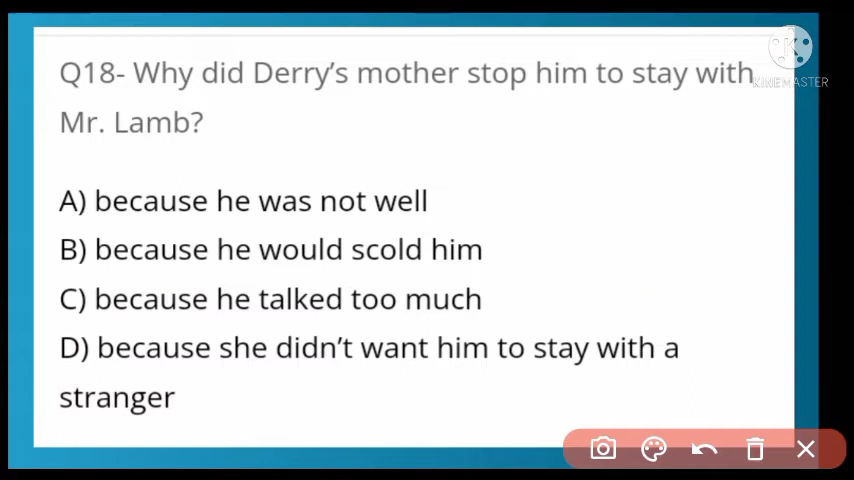 Q18- Why did Derry's mother stop him to stay with
Mr. Lamb?
A) because he was not well
B) because he would scold him
C) because he talked too much
D) because she didn't want him to stay with a
stranger
KINEMASTER